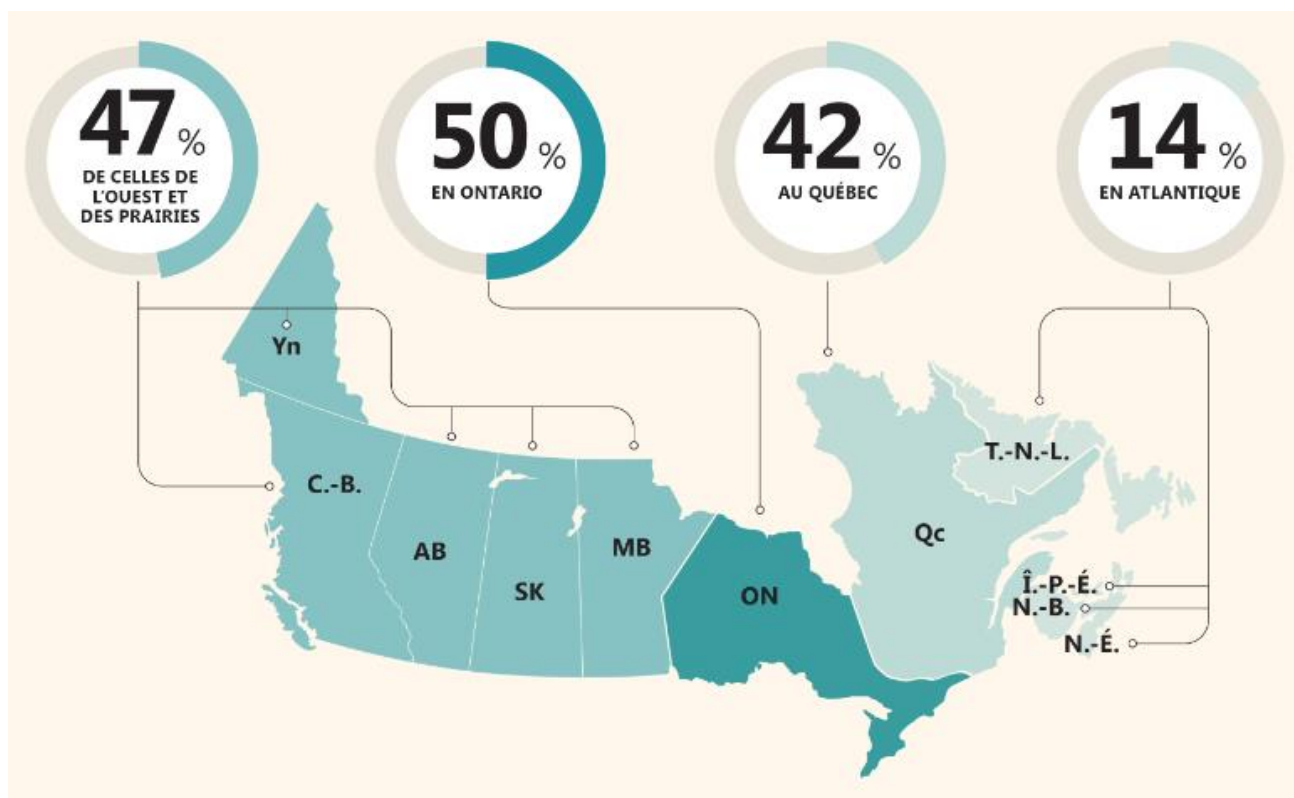 47 %
DE CELLES DE
L'OUEST ET
DES PRAIRIES
50 %
EN ONTARIO
42 %
AU QUÉBEC
14 %
EN ATLANTIQUE
Yn
C.-B.
AB
SK
MB
ON
Qc
T.-N.-L.
Î.-P.-É.
N.-B.
N.-É.